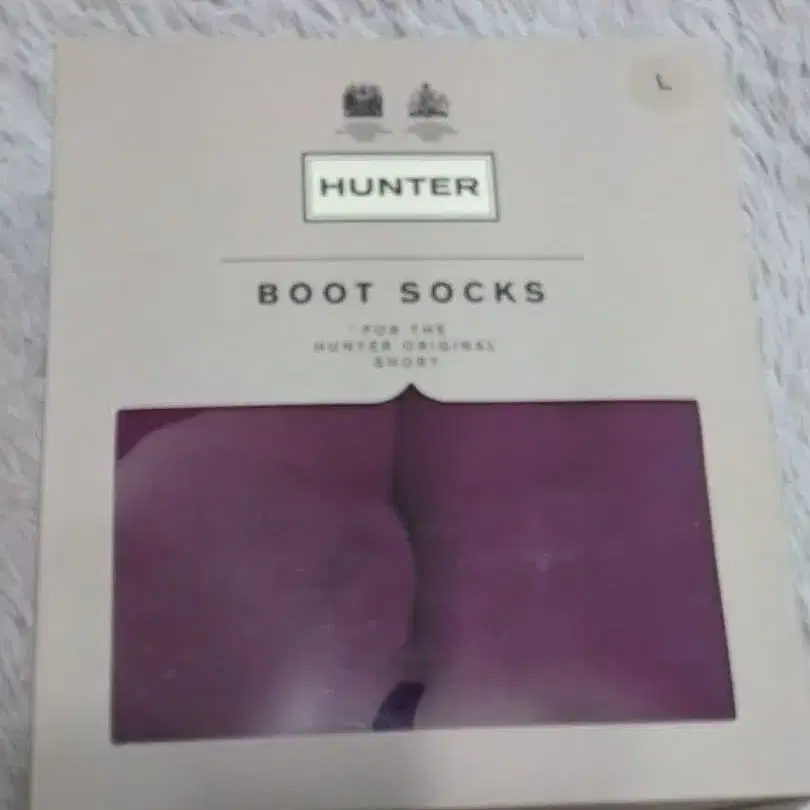 L
HUNTER
BOOT SOCKS
FOR THE
HUNTER ORIGINAL
SHORT